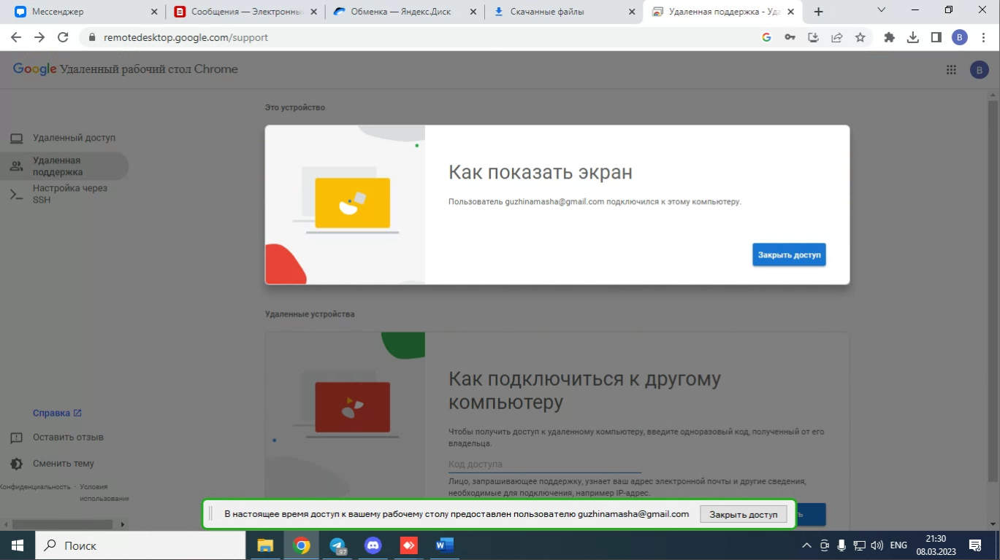 Мессенджер
Сообщения — Электронны
Обменка — Яндекс.Диск
Скачанные файлы
Удаленная поддержка - Уда
remotedesktop.google.com/support
B
Google Удаленный рабочий стол Chrome
B
Это устройство
Удаленный доступ
Удаленная
поддержка
Настройка через
SSH
Как показать экран
Пользователь guzhinamasha@gmail.com подключился к этому компьютеру.
Закрыть доступ
Удаленные устройства
Как подключиться к другому
компьютеру
Чтобы получить доступ к удаленному компьютеру, введите одноразовый код, полученный от его
владельца.
Код доступа
Лицо, запрашивающее поддержку, узнает ваш адрес электронной почты и другие сведения,
необходимые для подключения, например IP-адрес.
ь
Справка
Оставить отзыв
Сменить тему
Конфиденциальность · Условия
использования
В настоящее время доступ к вашему рабочему столу предоставлен пользователю guzhinamasha@gmail.com
Закрыть доступ
Поиск
97
W
ENG
21:30
08.03.2023